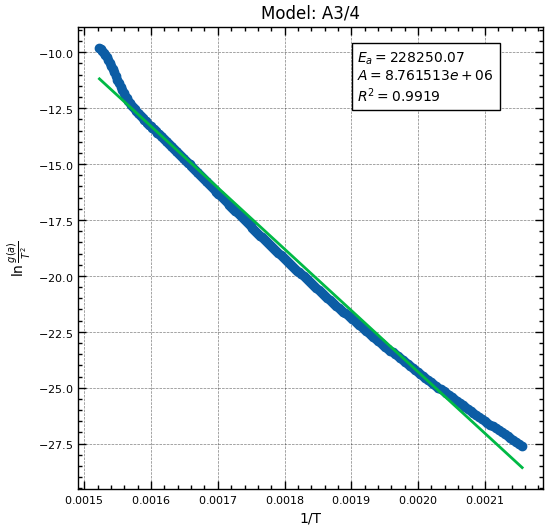 Model: A3/4
E_a = 228250.07
A = 8.761513e + 06
R^2 = 0.9919
−10.0
−12.5
−15.0
−17.5
−20.0
−22.5
−25.0
−27.5
ln g(a)/T^2
0.0015 0.0016 0.0017 0.0018 0.0019 0.0020 0.0021
1/T